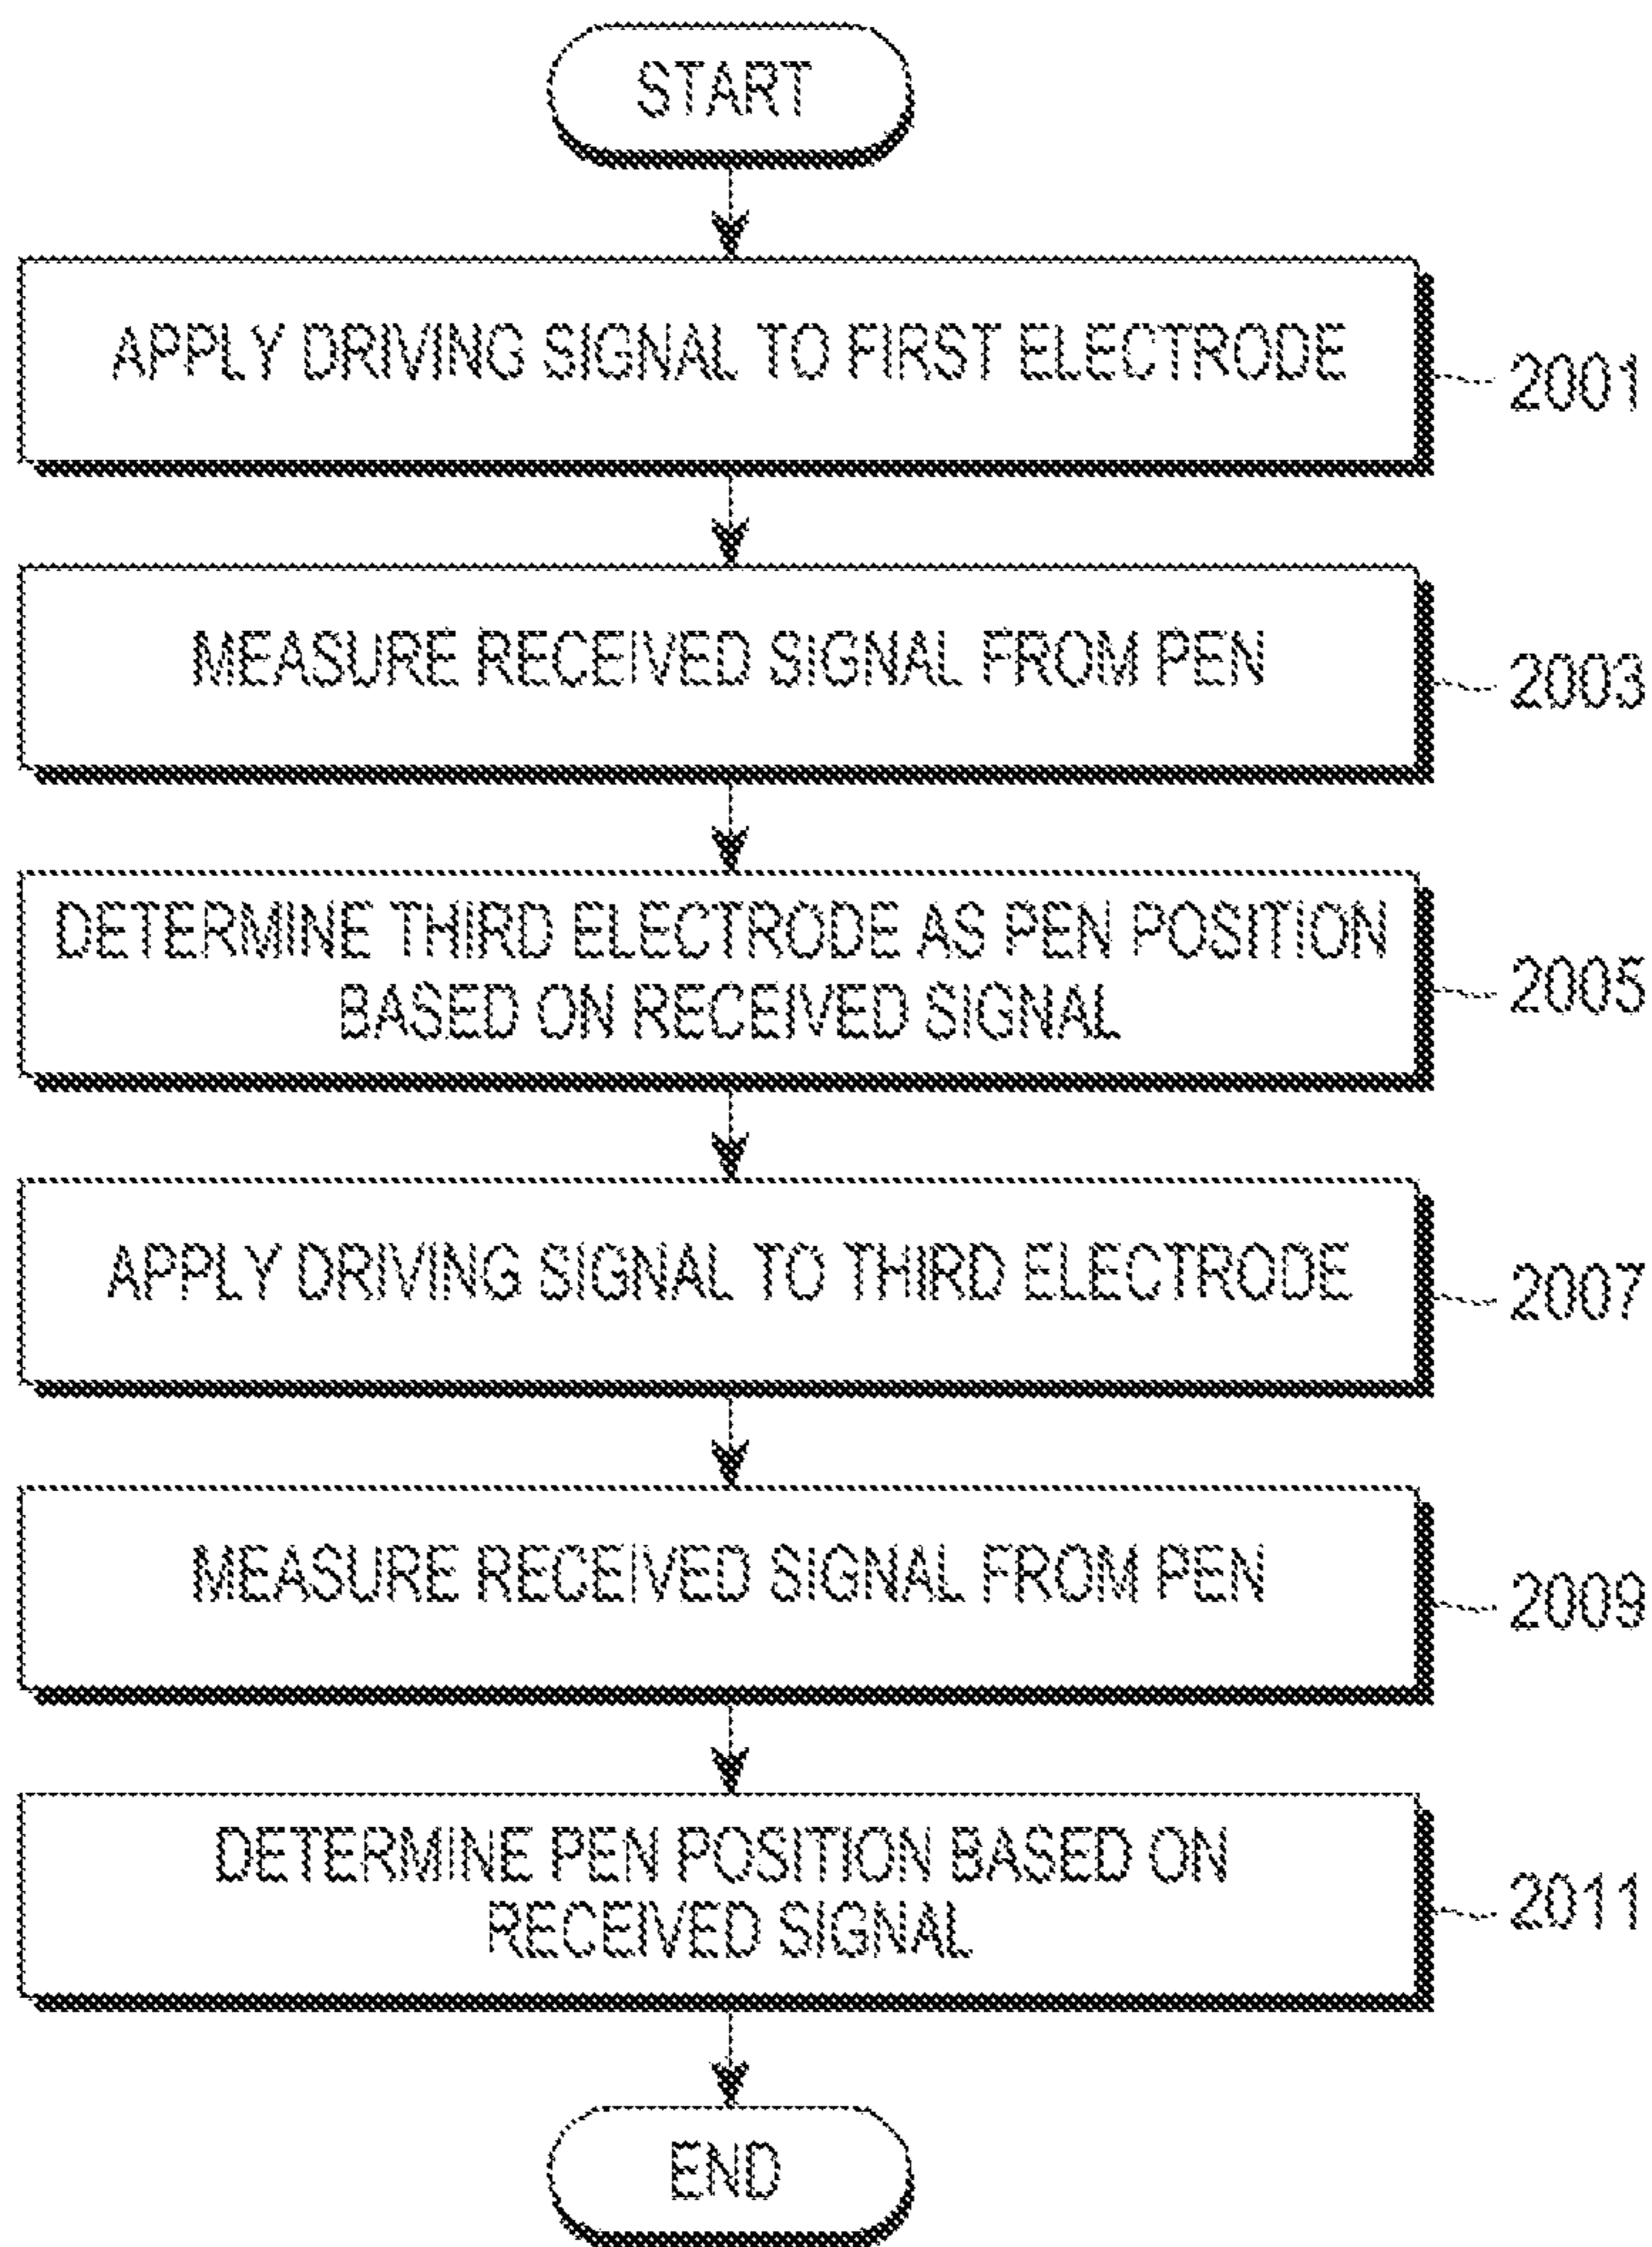 START
APPLY DRIVING SIGNAL TO FIRST ELECTRODE
2001
MEASURE RECEIVED SIGNAL FROM PEN
2003
DETERMINE THIRD ELECTRODE AS PEN POSITION
BASED ON RECEIVED SIGNAL
2005
APPLY DRIVING SIGNAL TO THIRD ELECTRODE
2007
MEASURE RECEIVED SIGNAL FROM PEN
2009
DETERMINE PEN POSITION BASED ON
RECEIVED SIGNAL
2011
END